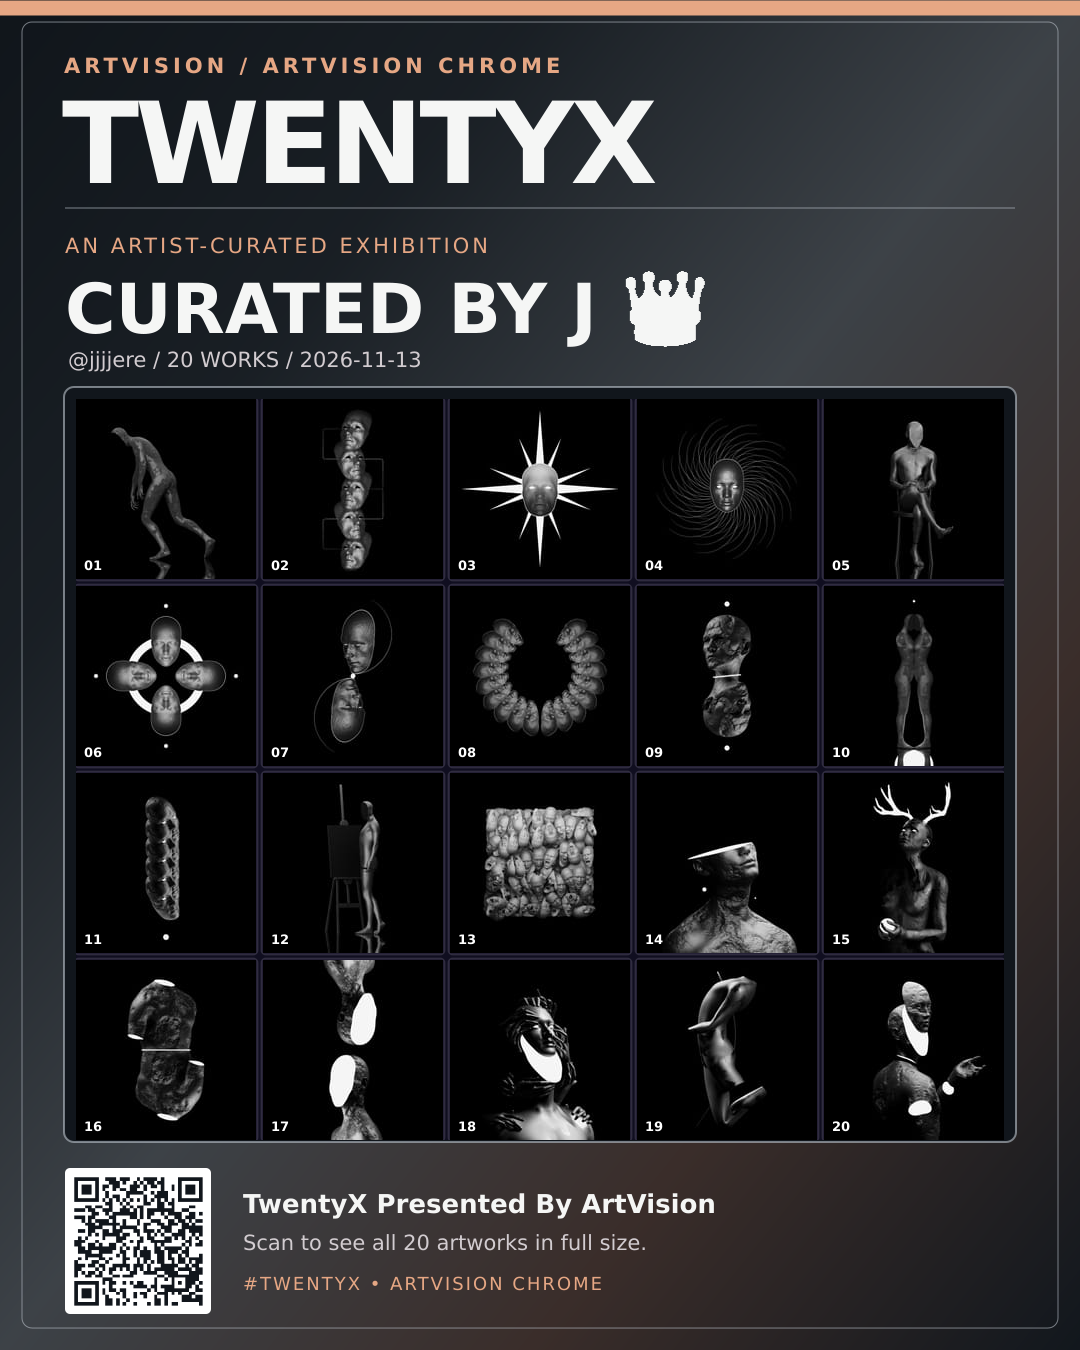 ARTVISION / ARTVISION CHROME
TWENTYX
AN ARTIST-CURATED EXHIBITION
CURATED BY J
@jjjjere / 20 WORKS / 2026-11-13
01 02 03 04 05
06 07 08 09 10
11 12 13 14 15
16 17 18 19 20
TwentyX Presented By ArtVision
Scan to see all 20 artworks in full size.
#TWENTYX • ARTVISION CHROME